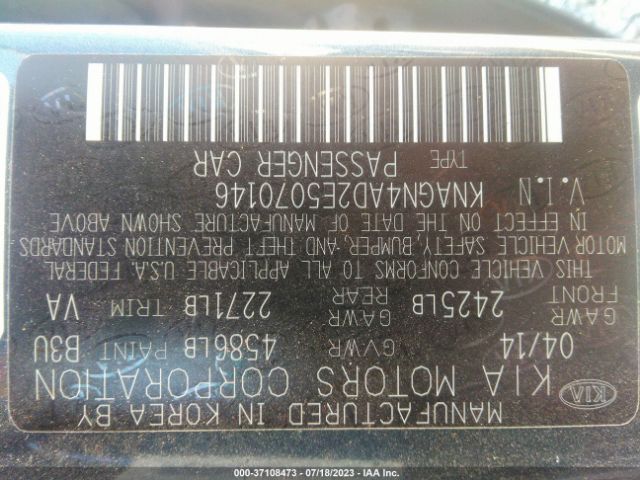 MANUFACTURED IN KOREA BY
KIA KIA MOTORS CORPORATION
04/14 GVWR 4586LB PAINT B3U
GAWR FRONT 2425LB GAWR REAR 2271LB TRIM VA
THIS VEHICLE CONFORMS TO ALL APPLICABLE U.S.A. FEDERAL
MOTOR VEHICLE SAFETY, BUMPER, AND THEFT PREVENTION STANDARDS
IN EFFECT ON THE DATE OF MANUFACTURE SHOWN ABOVE
V.I.N KNAGN4AD2E5070146
TYPE PASSENGER CAR
000-37108473 — 07/18/2023 — IAA Inc.